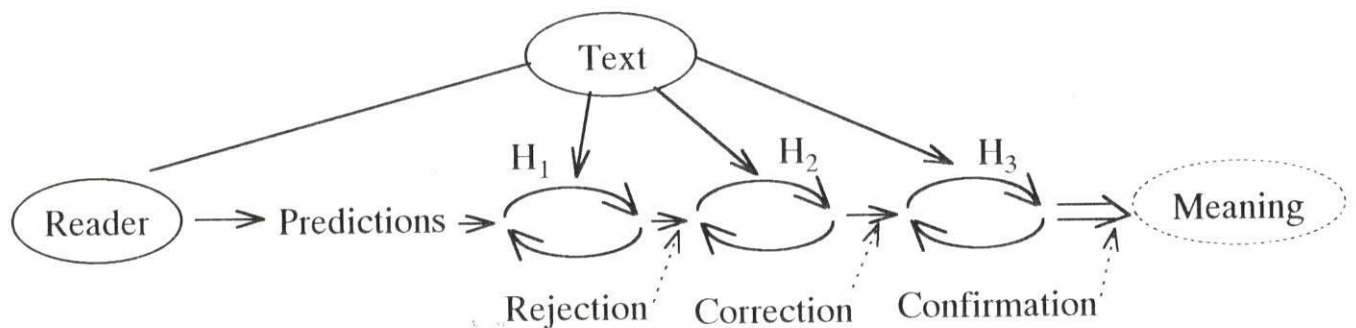 Text
H₁ H₂ H₃
Reader Predictions Meaning
Rejection Correction Confirmation